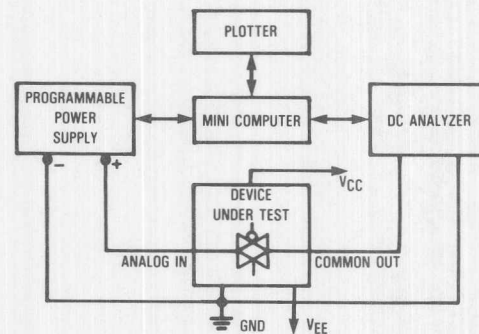 PLOTTER
PROGRAMMABLE
POWER
SUPPLY
MINI COMPUTER
DC ANALYZER
− +
VCC
DEVICE
UNDER TEST
ANALOG IN
COMMON OUT
GND
VEE